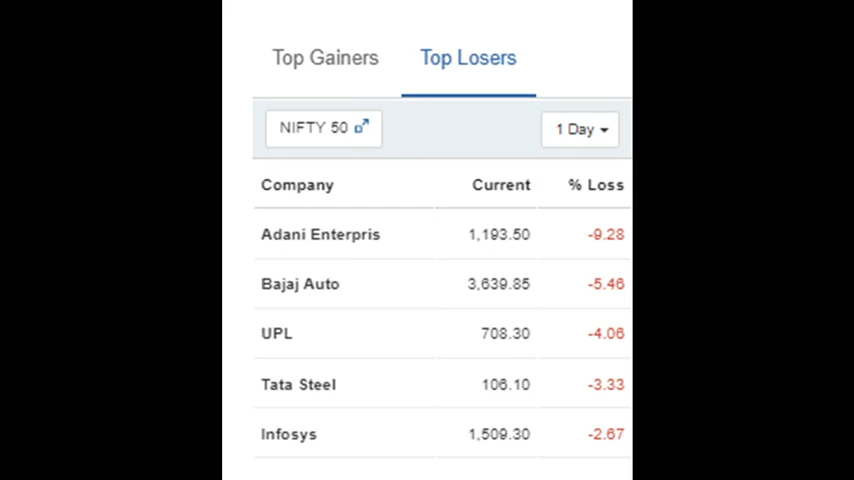 Top Gainers Top Losers
NIFTY 50 1 Day
Company Current % Loss
Adani Enterpris 1,193.50 -9.28
Bajaj Auto 3,639.85 -5.46
UPL 708.30 -4.06
Tata Steel 106.10 -3.33
Infosys 1,509.30 -2.67